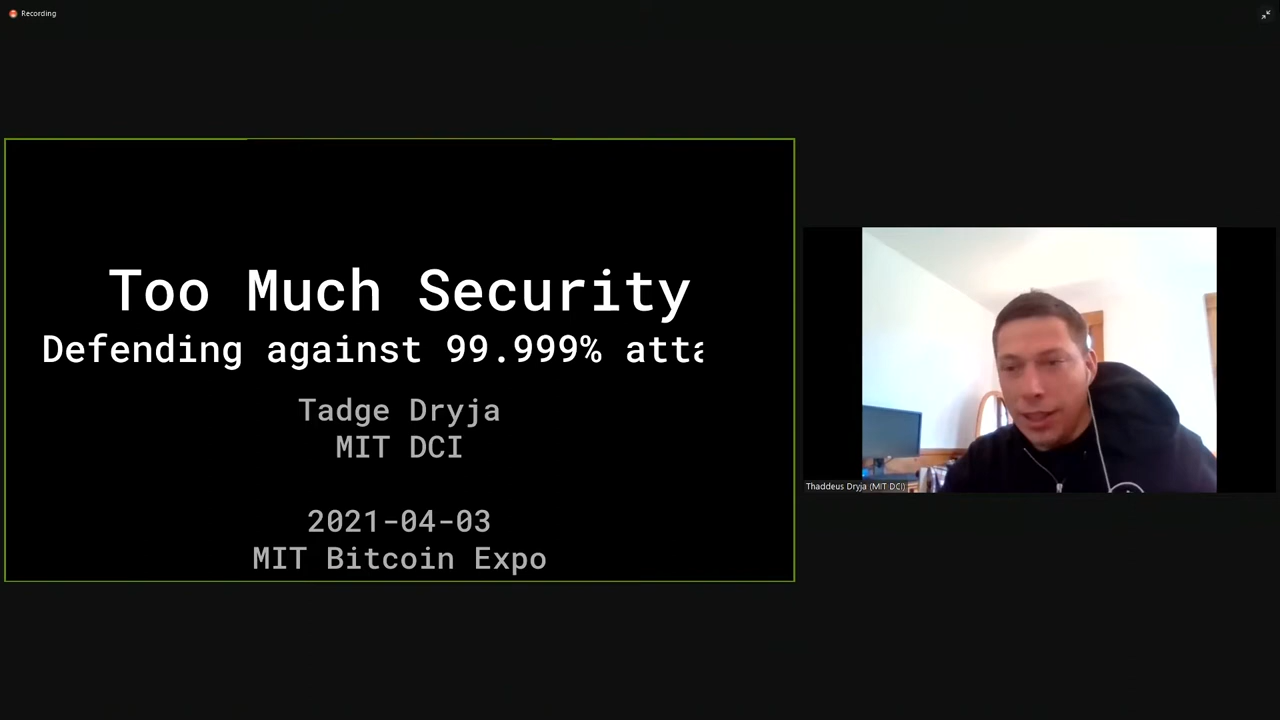 Recording
Too Much Security
Defending against 99.999%
Tadge Dryja
MIT DCI
2021-04-03
MIT Bitcoin Expo
Thaddeus Dryja (MIT DCI)